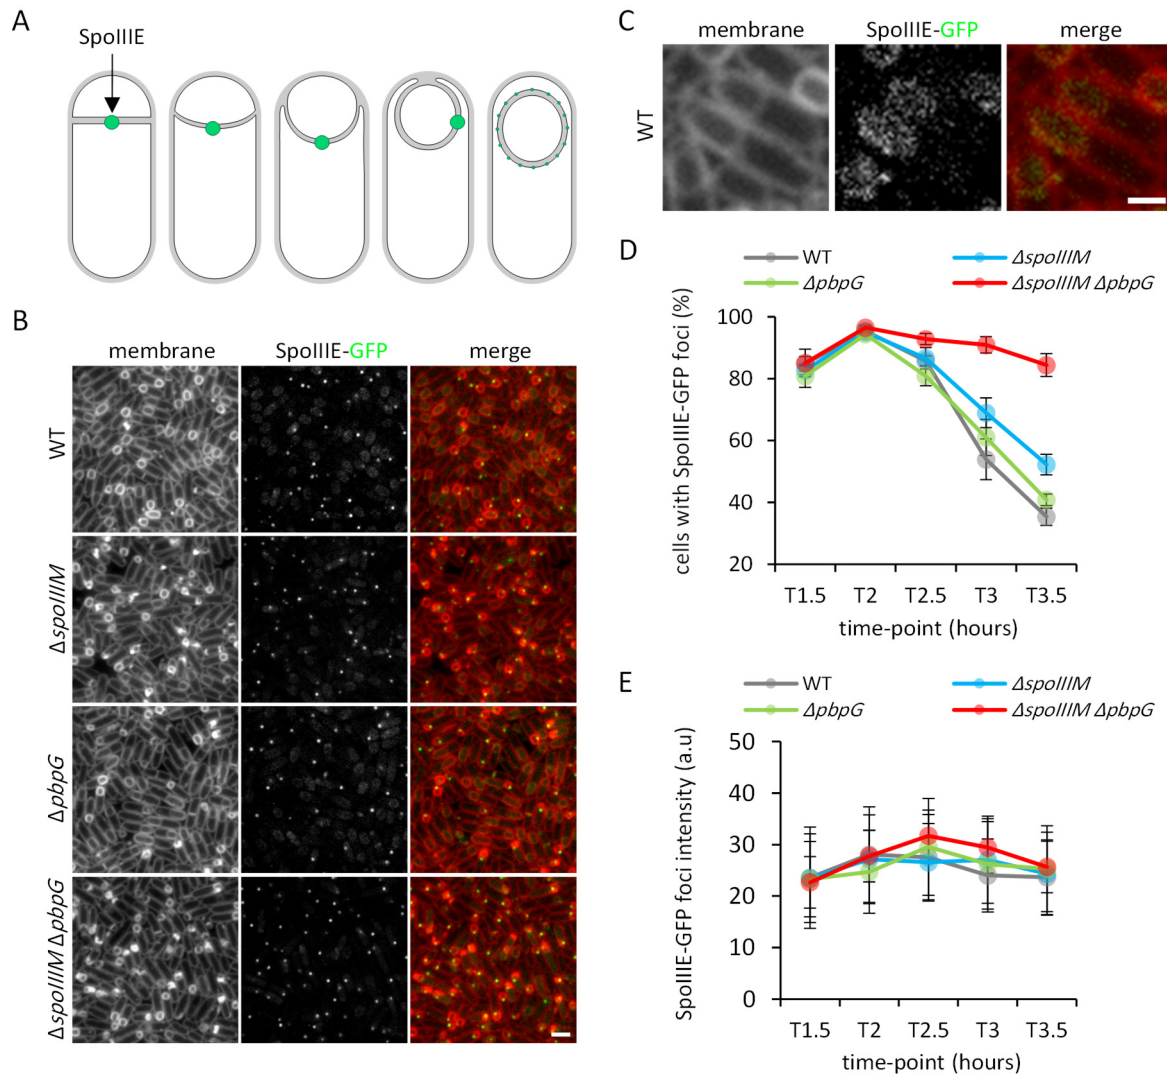 A
SpoIIIE
B
membrane SpoIIIE-GFP merge
WT
ΔspoIIIM
ΔpbpG
ΔspoIIIM ΔpbpG
C
membrane SpoIIIE-GFP merge
WT
D
WT ΔspoIIIM
ΔpbpG ΔspoIIIM ΔpbpG
cells with SpoIIIE-GFP foci (%)
100
80
60
40
20
T1.5 T2 T2.5 T3 T3.5
time-point (hours)
E
WT ΔspoIIIM
ΔpbpG ΔspoIIIM ΔpbpG
SpoIIIE-GFP foci intensity (a.u)
50
40
30
20
10
0
T1.5 T2 T2.5 T3 T3.5
time-point (hours)